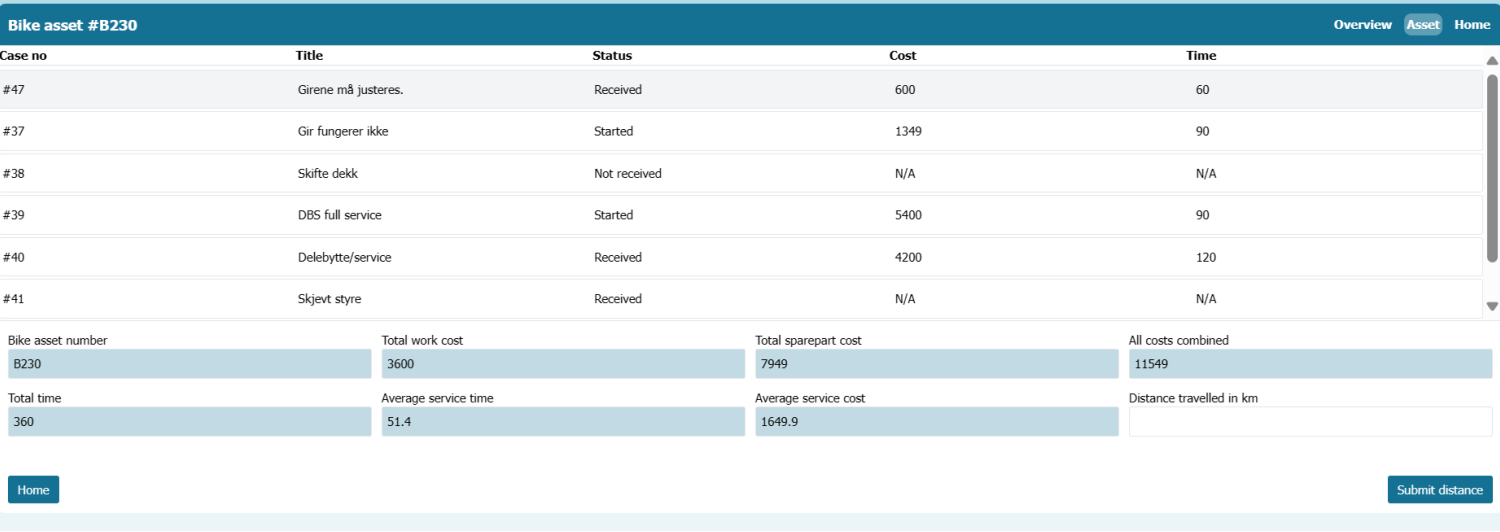 Bike asset #B230 Overview Asset Home
Case no Title Status Cost Time
#47 Girene må justeres. Received 600 60
#37 Gir fungerer ikke Started 1349 90
#38 Skifte dekk Not received N/A N/A
#39 DBS full service Started 5400 90
#40 Delebytte/service Received 4200 120
#41 Skjevt styre Received N/A N/A
Bike asset number Total work cost Total sparepart cost All costs combined
B230 3600 7949 11549
Total time Average service time Average service cost Distance travelled in km
360 51.4 1649.9
Home Submit distance